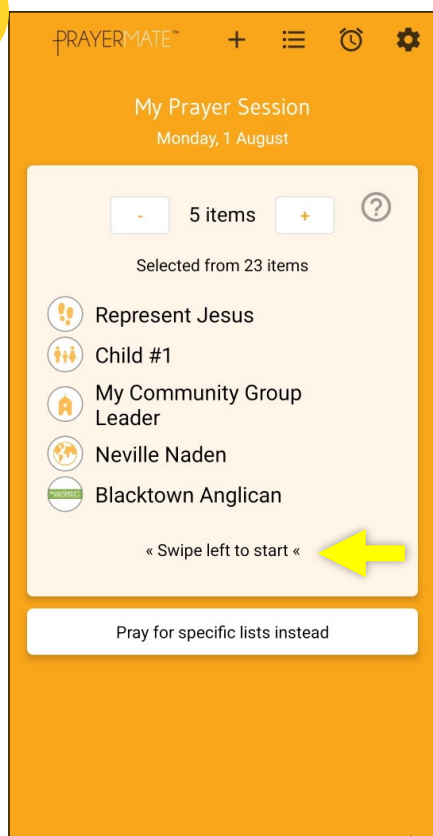 PRAYERMATE™
My Prayer Session
Monday, 1 August
- 5 items +
Selected from 23 items
Represent Jesus
Child #1
My Community Group
Leader
Neville Naden
Blacktown Anglican
« Swipe left to start «
Pray for specific lists instead